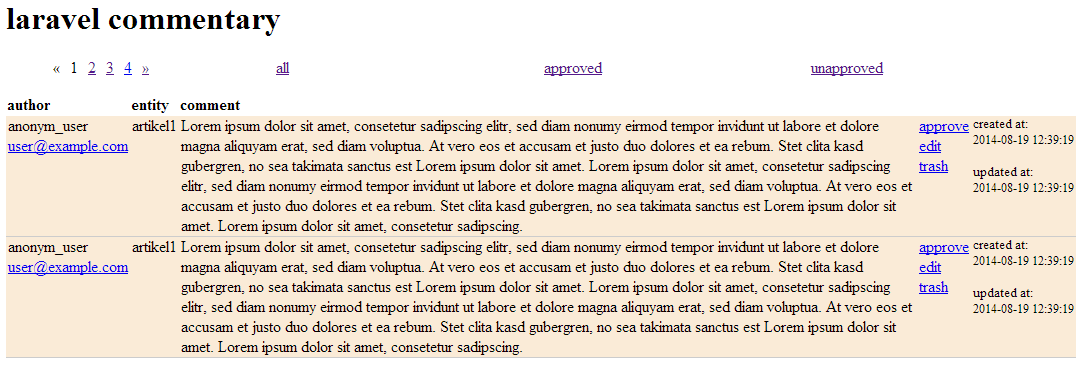 laravel commentary
« 1 2 3 4 » all approved unapproved
author entity comment
anonym_user artikel1 Lorem ipsum dolor sit amet, consetetur sadipscing elitr, sed diam nonumy eirmod tempor invidunt ut labore et dolore approve created at:
user@example.com magna aliquyam erat, sed diam voluptua. At vero eos et accusam et justo duo dolores et ea rebum. Stet clita kasd edit 2014-08-19 12:39:19
gubergren, no sea takimata sanctus est Lorem ipsum dolor sit amet. Lorem ipsum dolor sit amet, consetetur sadipscing trash updated at:
elitr, sed diam nonumy eirmod tempor invidunt ut labore et dolore magna aliquyam erat, sed diam voluptua. At vero eos et 2014-08-19 12:39:19
accusam et justo duo dolores et ea rebum. Stet clita kasd gubergren, no sea takimata sanctus est Lorem ipsum dolor sit
amet. Lorem ipsum dolor sit amet, consetetur sadipscing.
anonym_user artikel1 Lorem ipsum dolor sit amet, consetetur sadipscing elitr, sed diam nonumy eirmod tempor invidunt ut labore et dolore approve created at:
user@example.com magna aliquyam erat, sed diam voluptua. At vero eos et accusam et justo duo dolores et ea rebum. Stet clita kasd edit 2014-08-19 12:39:19
gubergren, no sea takimata sanctus est Lorem ipsum dolor sit amet. Lorem ipsum dolor sit amet, consetetur sadipscing trash updated at:
elitr, sed diam nonumy eirmod tempor invidunt ut labore et dolore magna aliquyam erat, sed diam voluptua. At vero eos et 2014-08-19 12:39:19
accusam et justo duo dolores et ea rebum. Stet clita kasd gubergren, no sea takimata sanctus est Lorem ipsum dolor sit
amet. Lorem ipsum dolor sit amet, consetetur sadipscing.